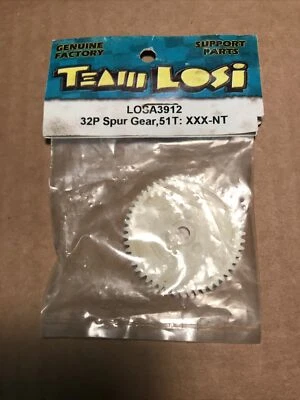 GENUINE FACTORY
SUPPORT PARTS
TEAM LOSI
LOSA3912
32P Spur Gear,51T: XXX-NT